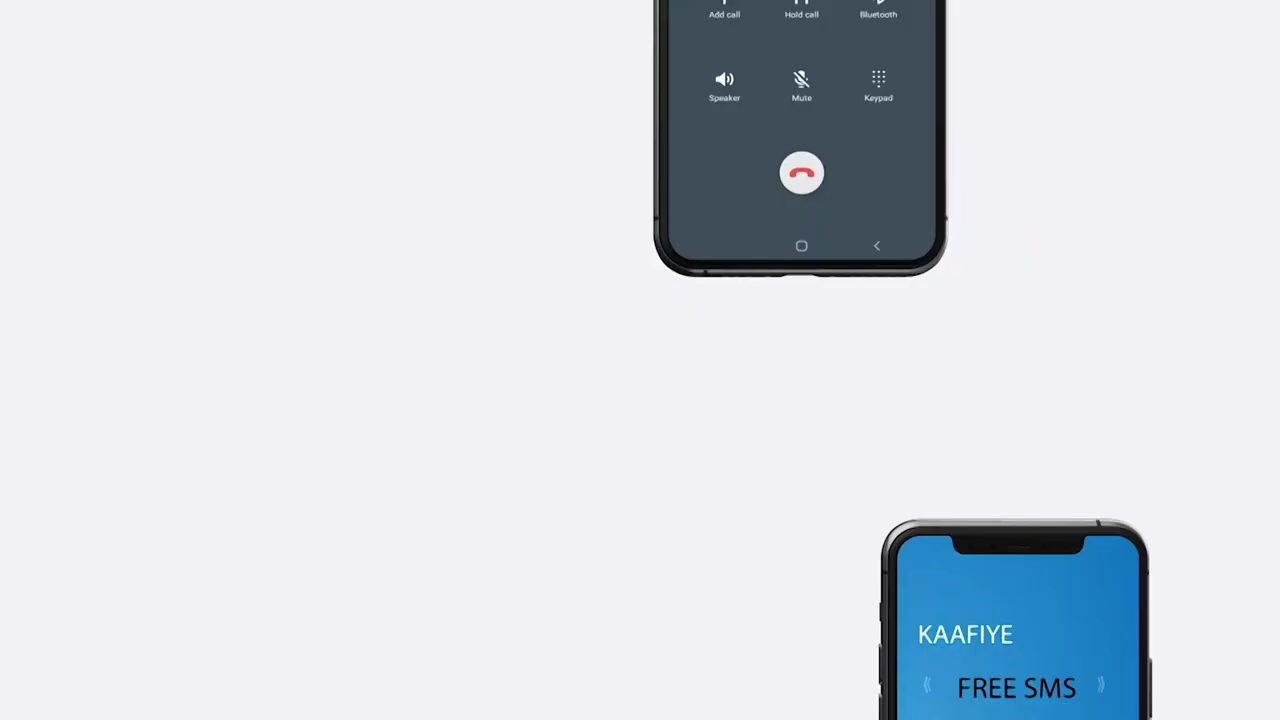 Add call Hold call Bluetooth
Speaker Mute Keypad
KAAFIYE
FREE SMS